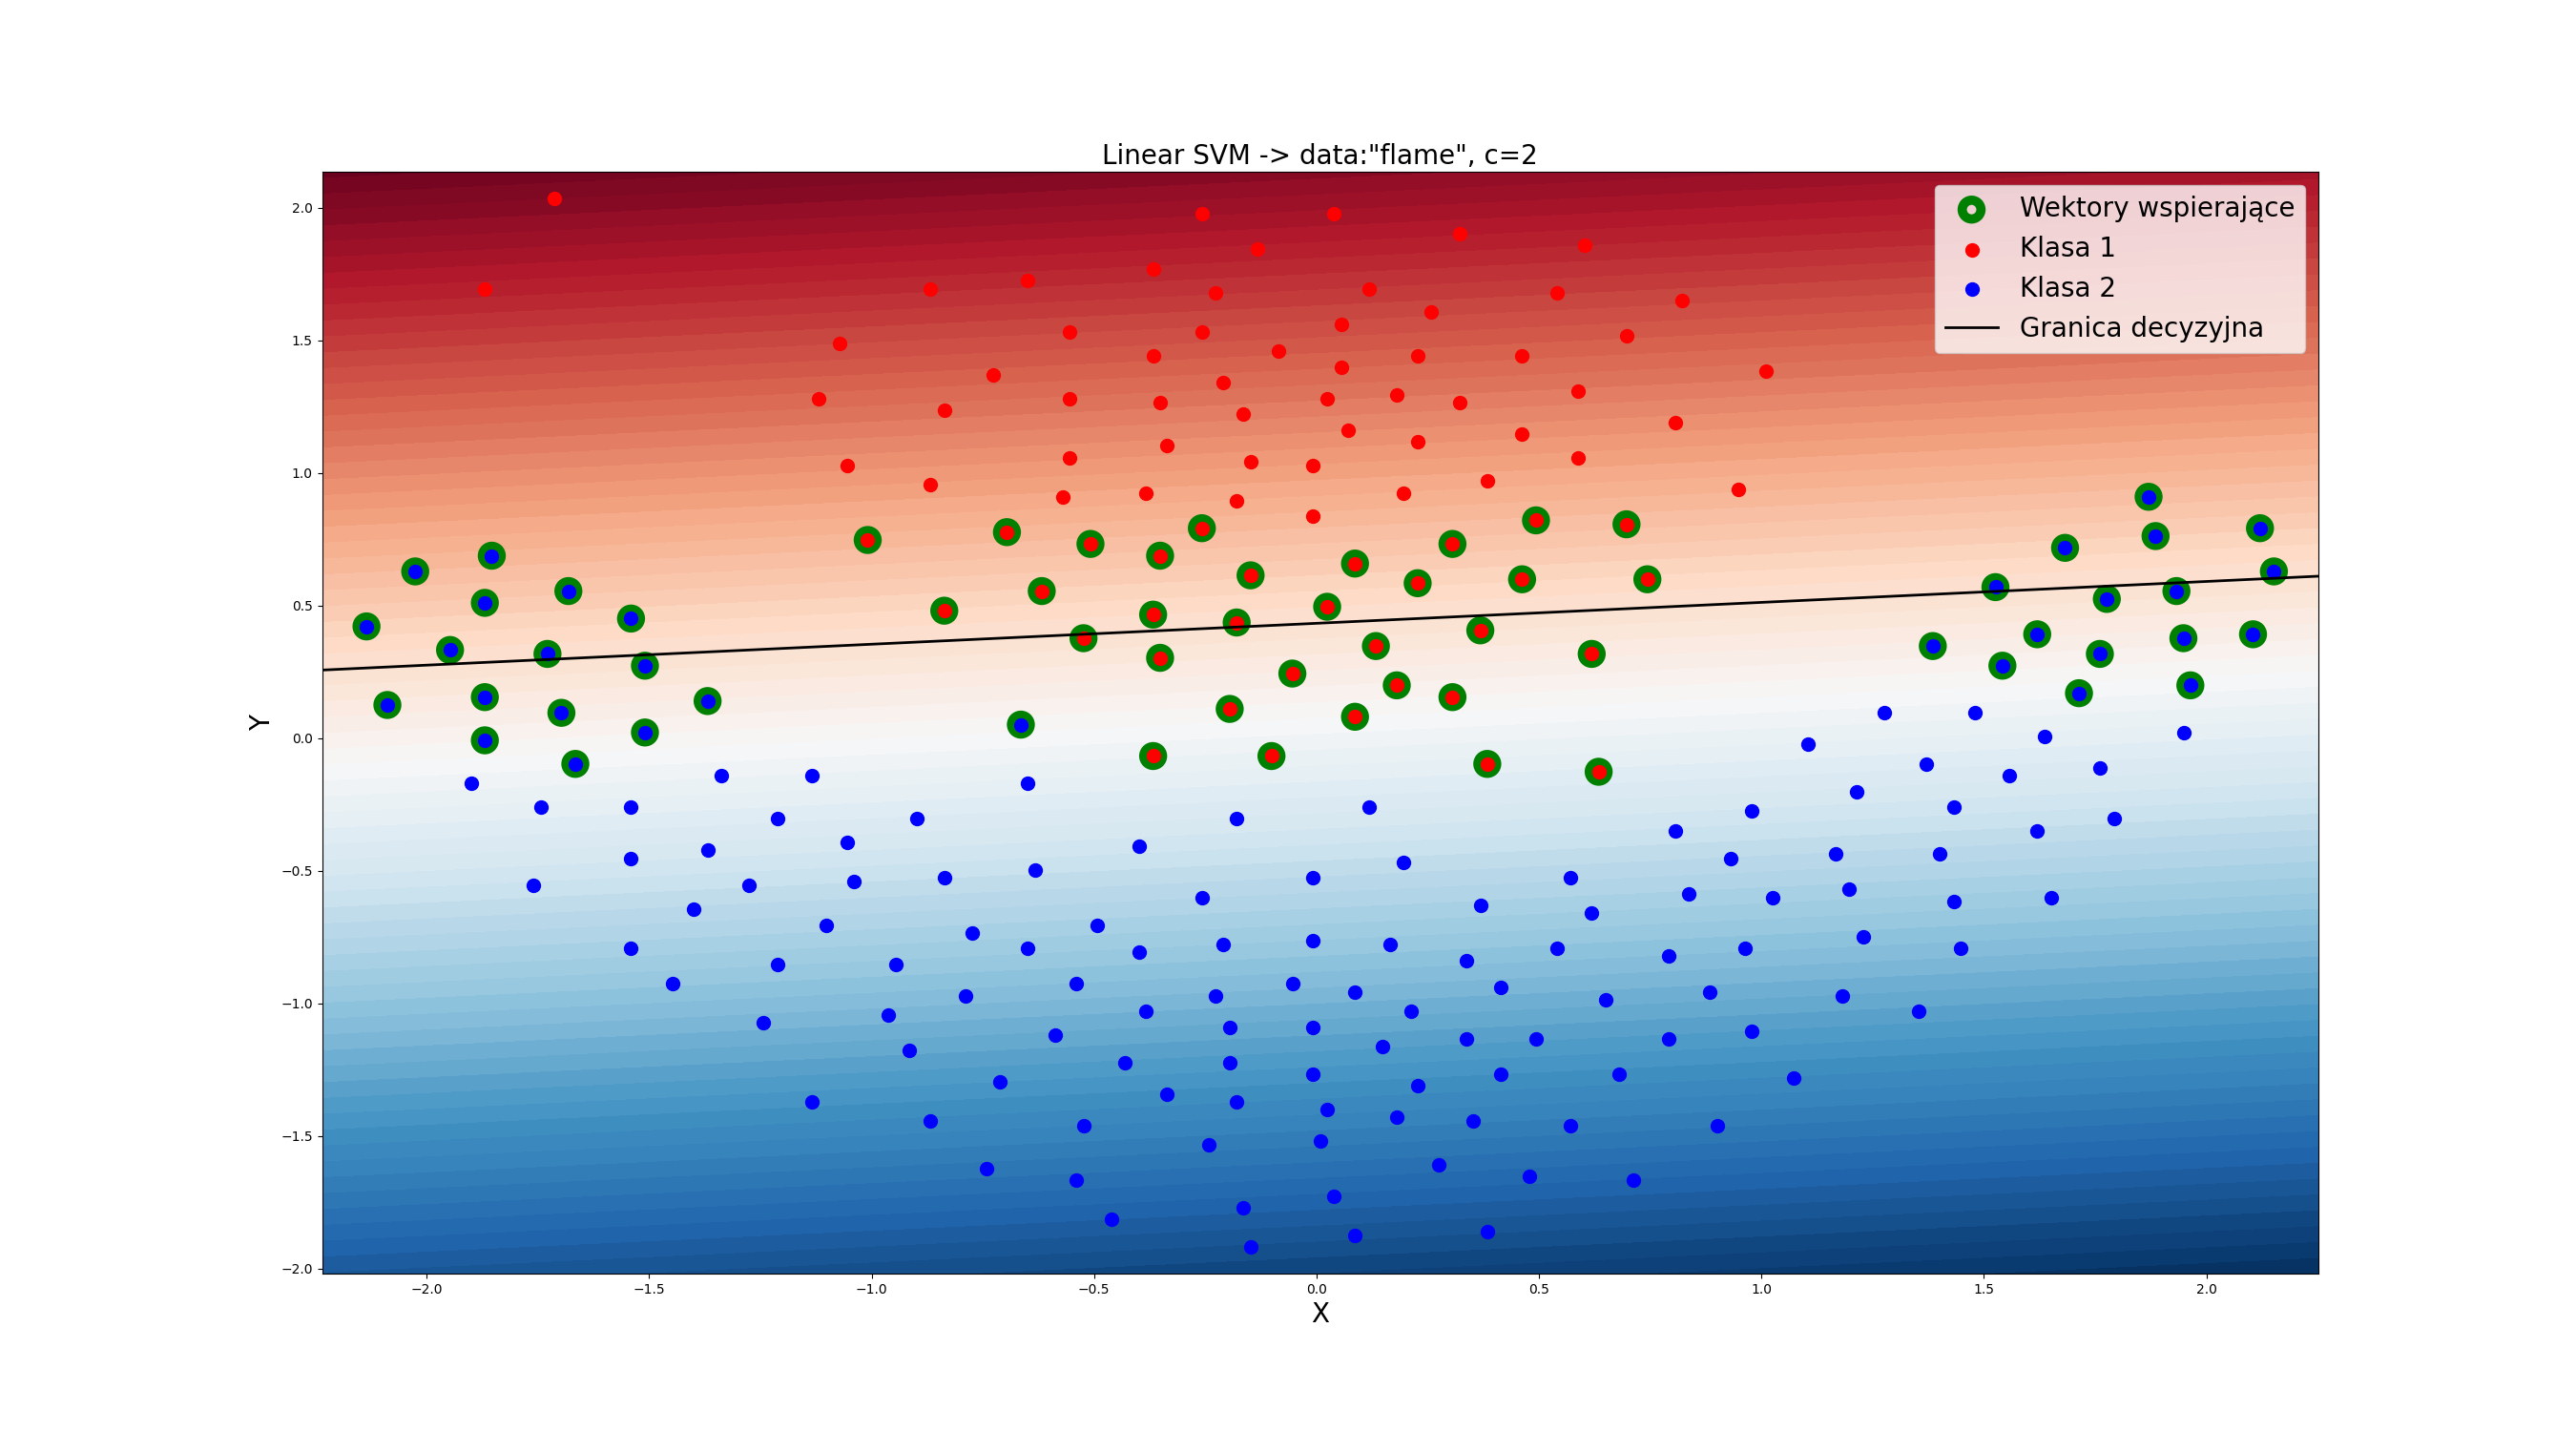 Linear SVM -> data:"flame", c=2
Wektory wspierające
Klasa 1
Klasa 2
Granica decyzyjna
2.0
1.5
1.0
0.5
0.0
−0.5
−1.0
−1.5
−2.0
Y
−2.0 −1.5 −1.0 −0.5 0.0 0.5 1.0 1.5 2.0
X